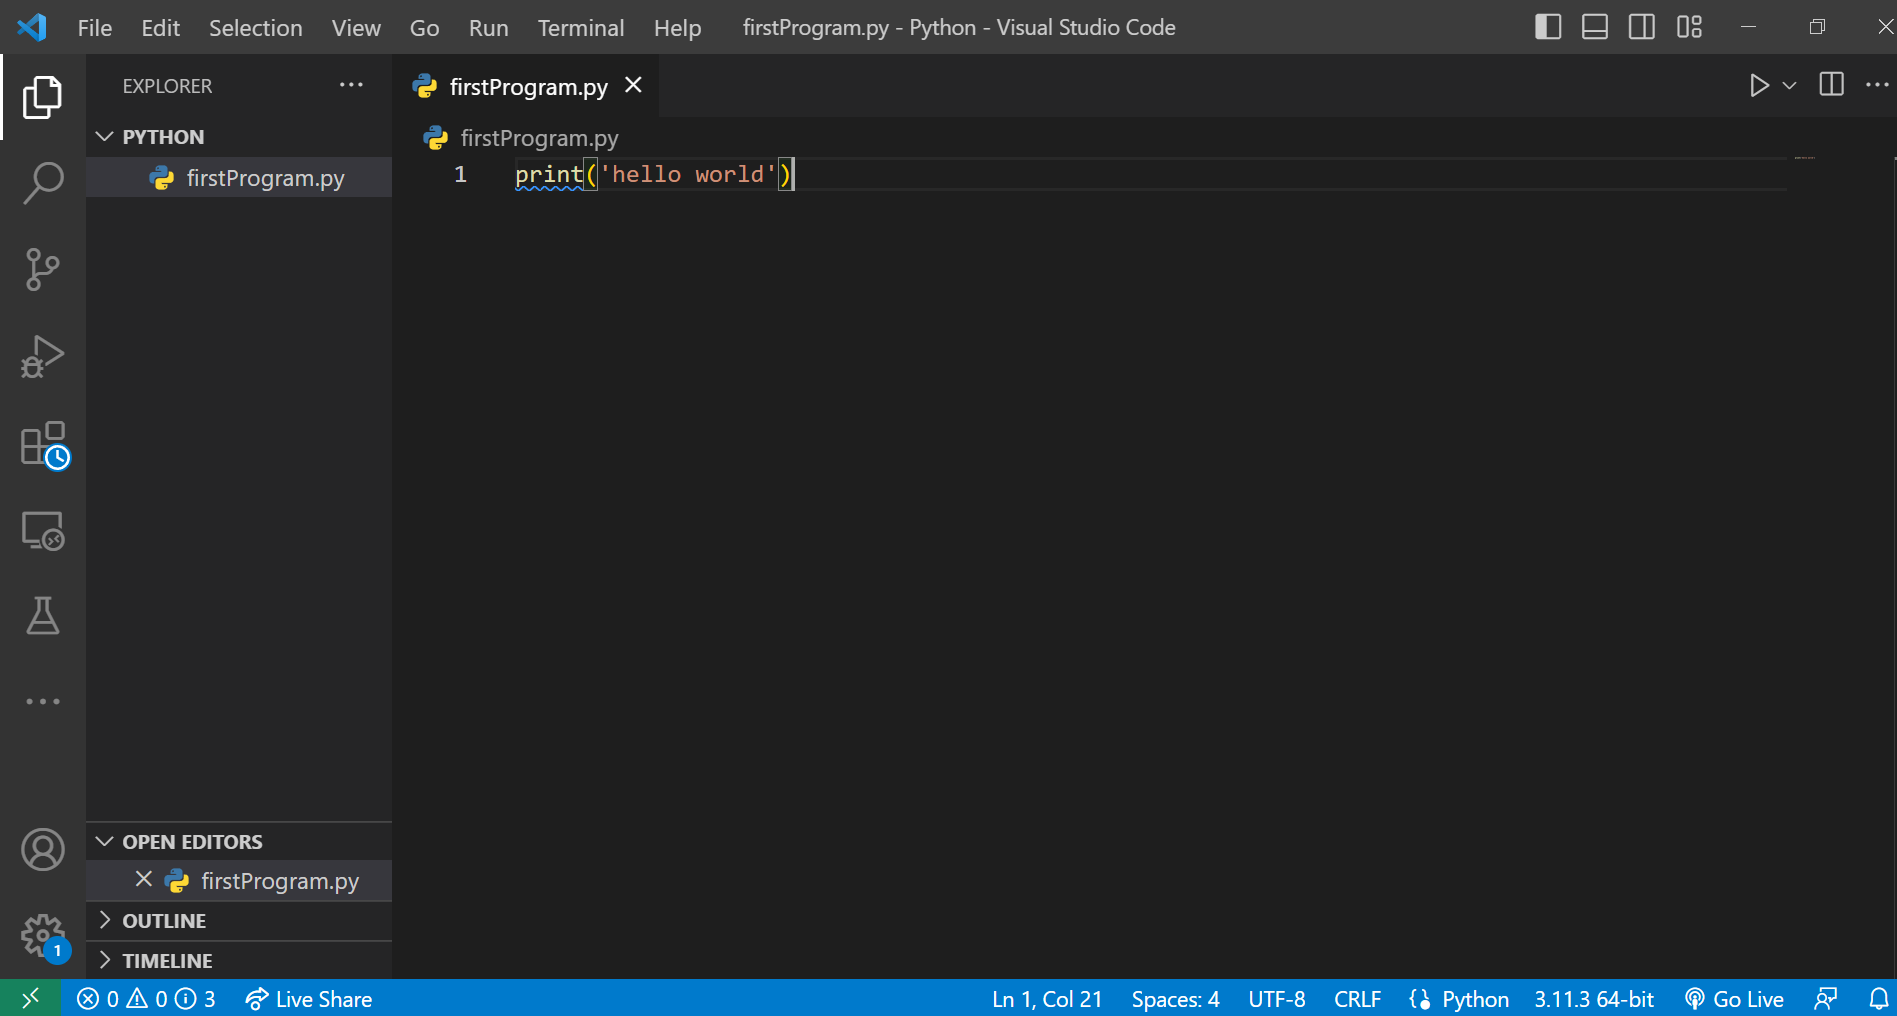 File Edit Selection View Go Run Terminal Help firstProgram.py - Python - Visual Studio Code
EXPLORER
firstProgram.py
PYTHON
firstProgram.py
firstProgram.py
1 print('hello world')
OPEN EDITORS
firstProgram.py
OUTLINE
1
TIMELINE
0 0 3 Live Share Ln 1, Col 21 Spaces: 4 UTF-8 CRLF Python 3.11.3 64-bit Go Live